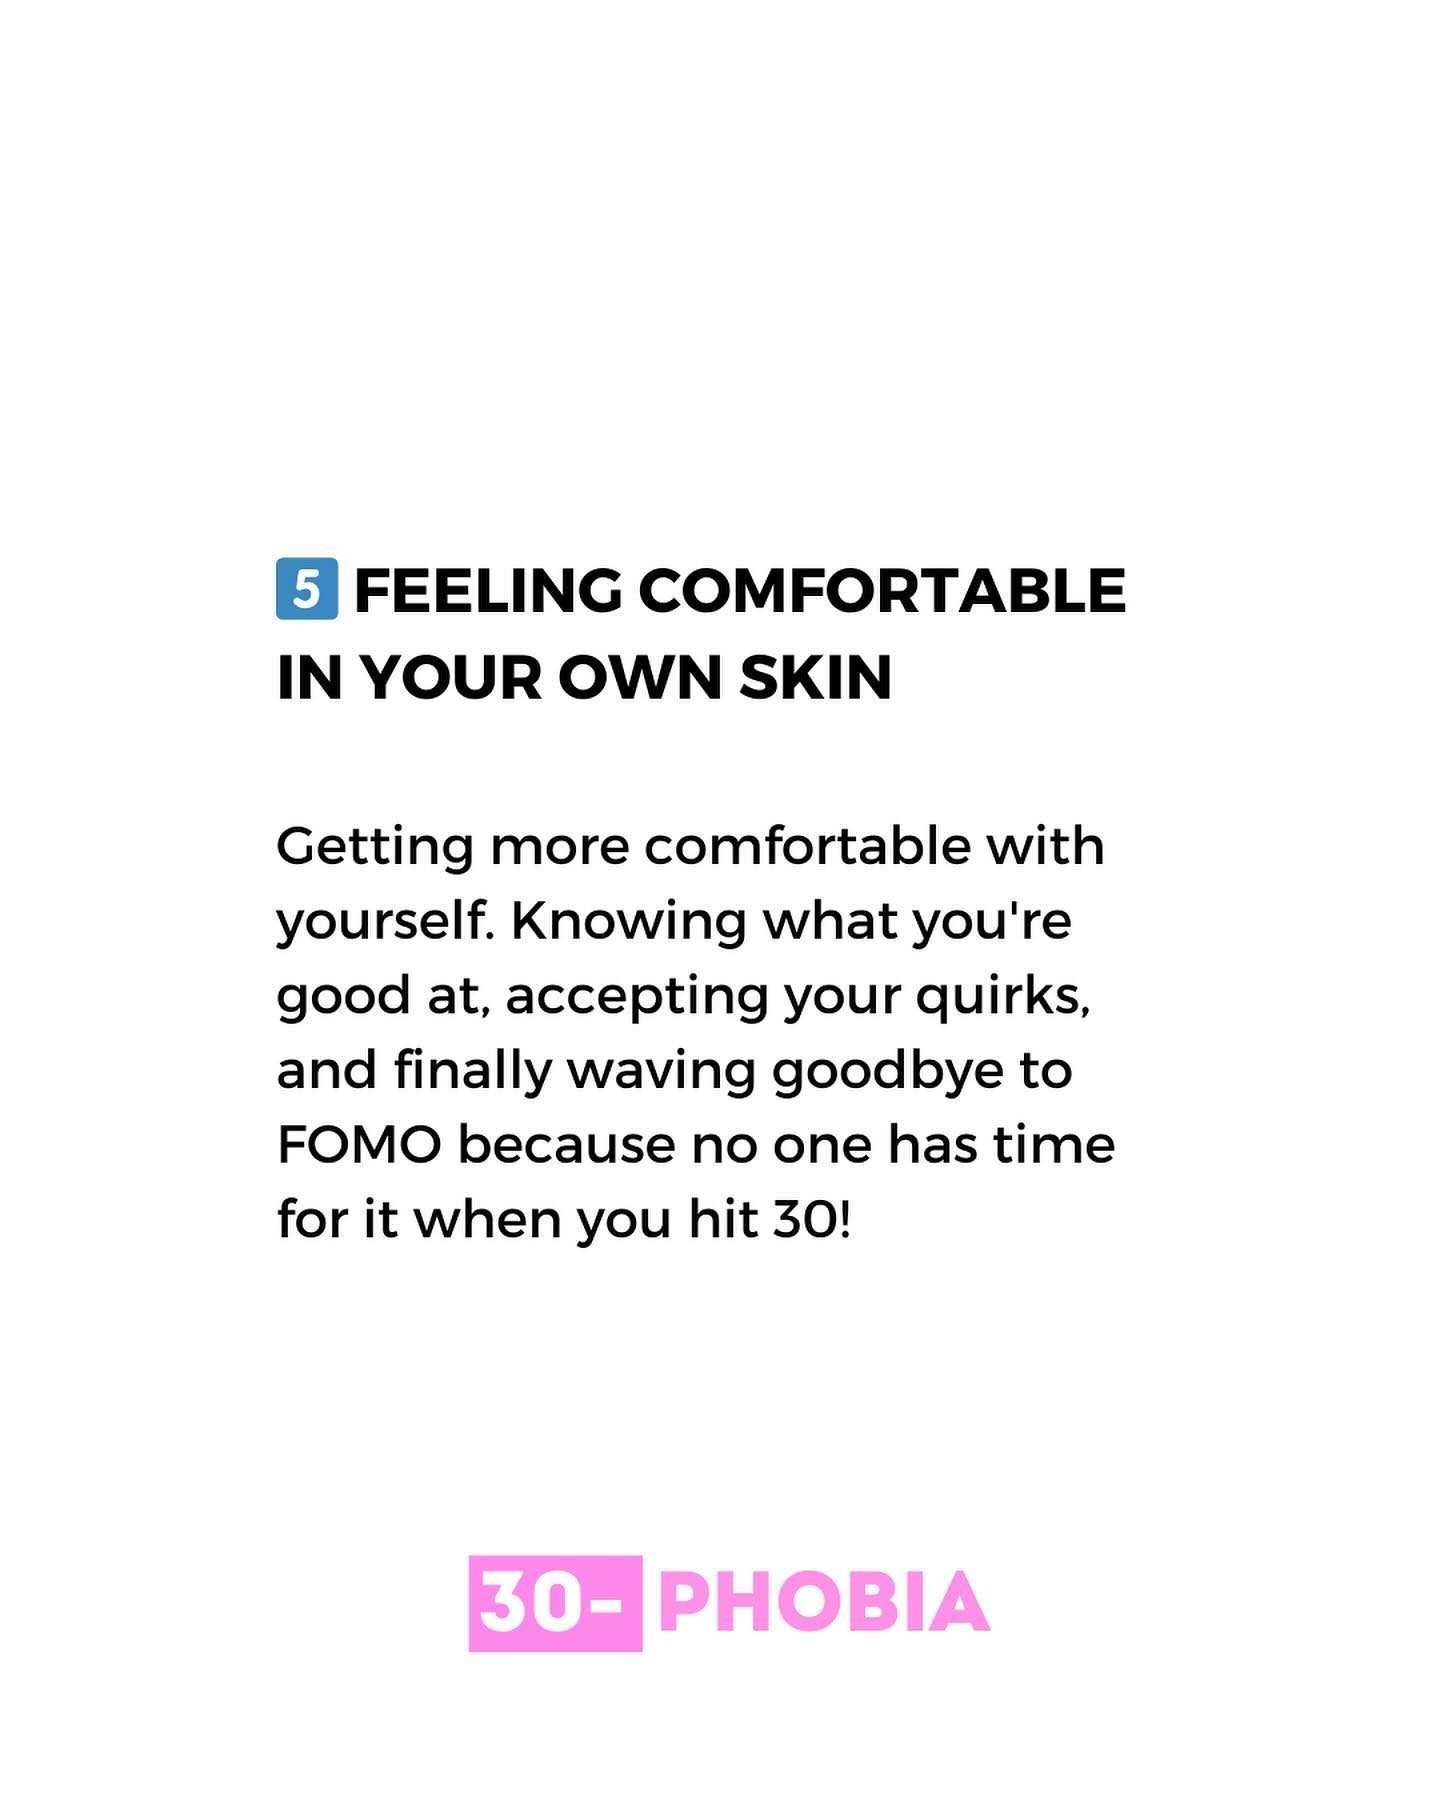 5 FEELING COMFORTABLE
IN YOUR OWN SKIN
Getting more comfortable with
yourself. Knowing what you're
good at, accepting your quirks,
and finally waving goodbye to
FOMO because no one has time
for it when you hit 30!
30- PHOBIA